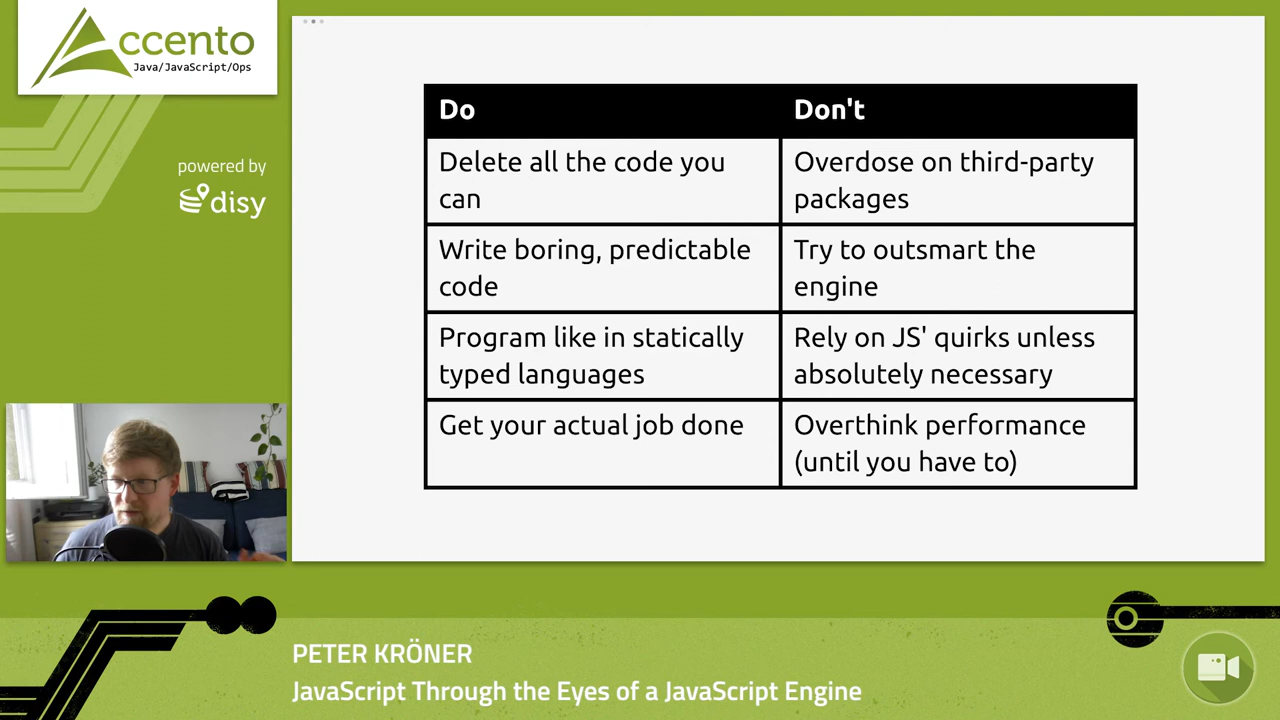 Accento
Java/JavaScript/Ops
powered by
disy
Do
Don't
Delete all the code you
can
Overdose on third-party
packages
Write boring, predictable
code
Try to outsmart the
engine
Program like in statically
typed languages
Rely on JS' quirks unless
absolutely necessary
Get your actual job done
Overthink performance
(until you have to)
PETER KRÖNER
JavaScript Through the Eyes of a JavaScript Engine